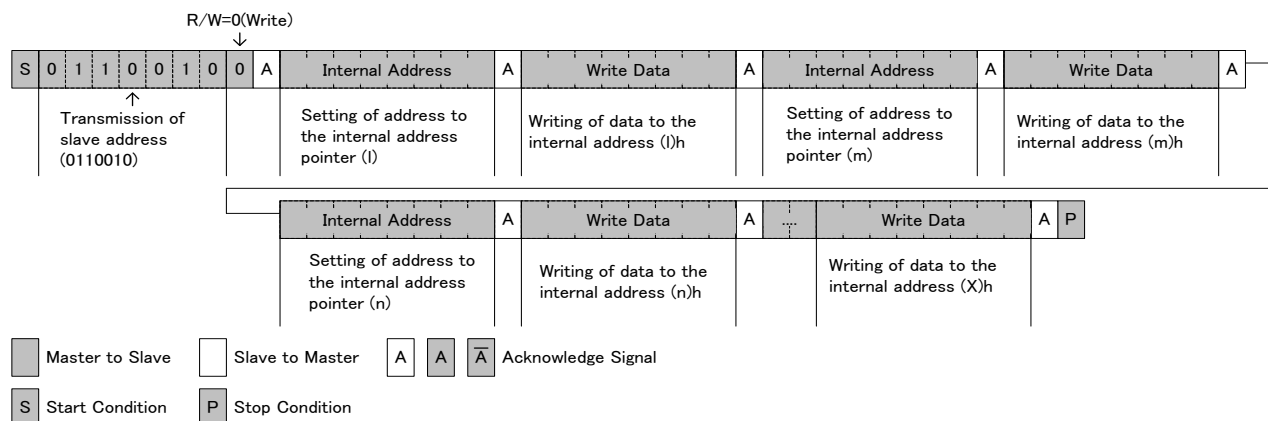 R/W=0(Write)
S 0 1 1 0 0 1 0 0 A Internal Address A Write Data A Internal Address A Write Data A
Transmission of
slave address
(0110010)
Setting of address to
the internal address
pointer (l)
Writing of data to the
internal address (l)h
Setting of address to
the internal address
pointer (m)
Writing of data to the
internal address (m)h
Internal Address A Write Data A .... Write Data A P
Setting of address to
the internal address
pointer (n)
Writing of data to the
internal address (n)h
Writing of data to the
internal address (X)h
Master to Slave Slave to Master A A A̅ Acknowledge Signal
S Start Condition P Stop Condition